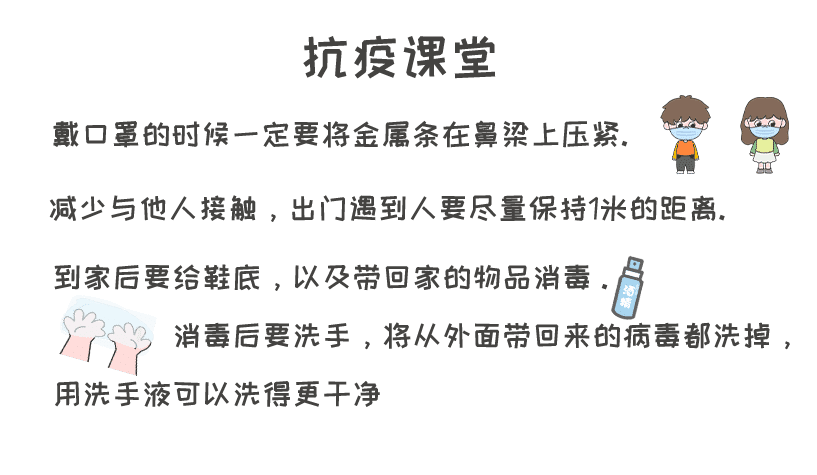 抗疫课堂
戴口罩的时候一定要将金属条在鼻梁上压紧.
减少与他人接触，出门遇到人要尽量保持1米的距离.
到家后要给鞋底，以及带回家的物品消毒.
酒精
消毒后要洗手，将从外面带回来的病毒都洗掉，
用洗手液可以洗得更干净